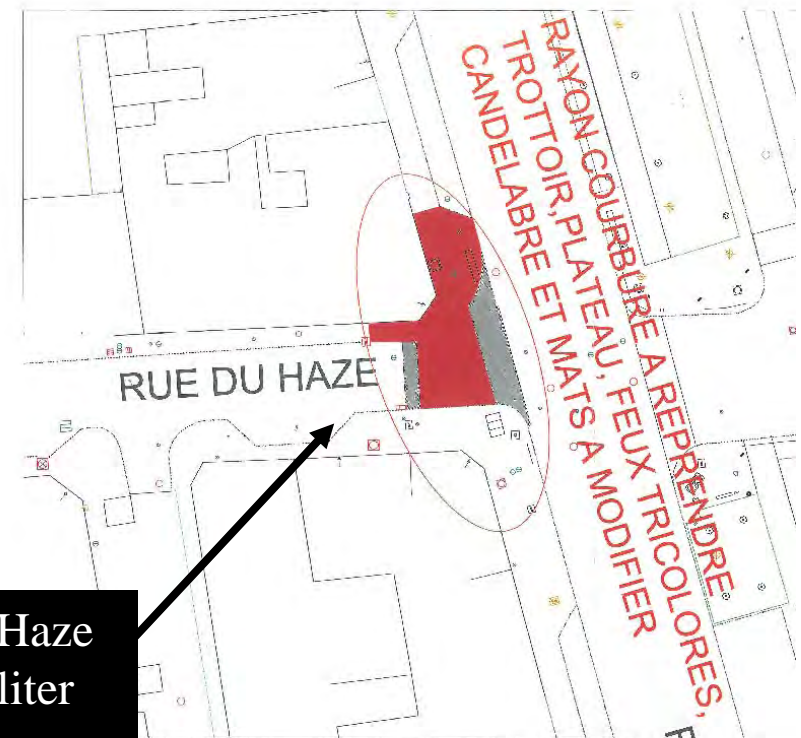 RAYON COURBURE A REPRENDRE
TROTTOIR,PLATEAU, FEUX TRICOLORES,
CANDELABRE ET MATS A MODIFIER
RUE DU HAZE
Haze
liter